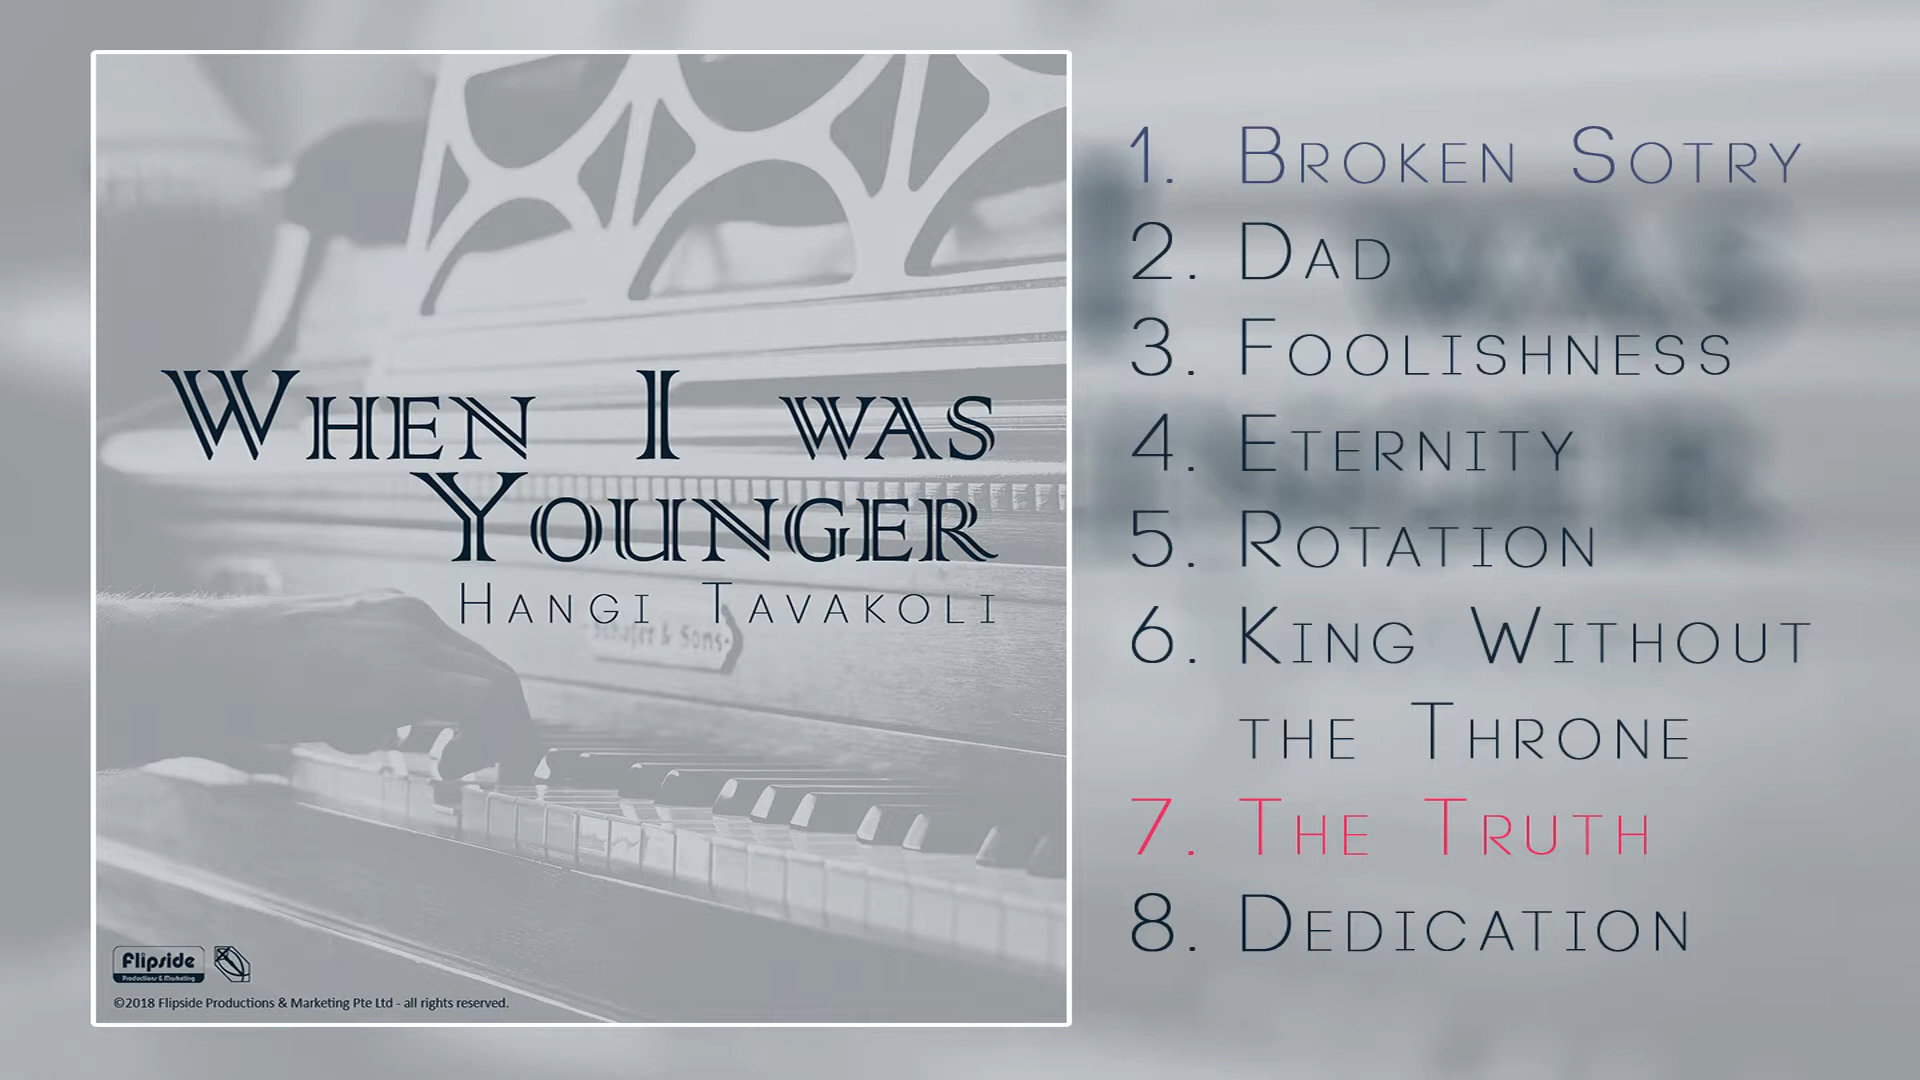 When I was
Younger
Hangi Tavakoli
Schafer & Sons
Flipside
Productions & Marketing
©2018 Flipside Productions & Marketing Pte Ltd - all rights reserved.
1. Broken Sotry
2. Dad
3. Foolishness
4. Eternity
5. Rotation
6. King Without
the Throne
7. The Truth
8. Dedication